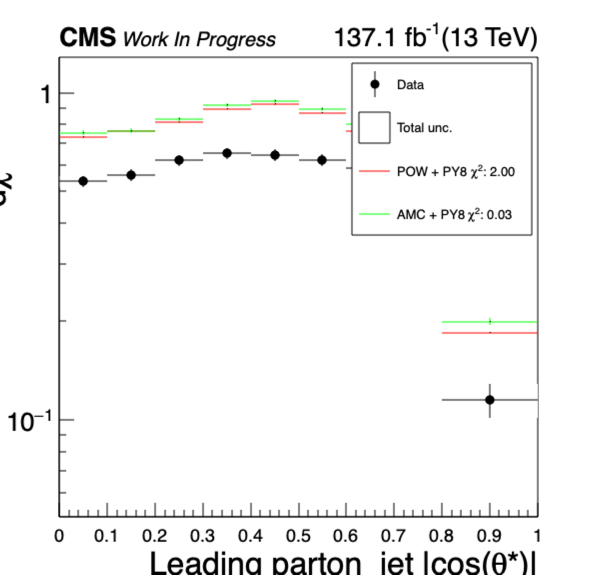 CMS Work In Progress 137.1 fb⁻¹(13 TeV)
Data
Total unc.
POW + PY8 χ²: 2.00
AMC + PY8 χ²: 0.03
1
10⁻¹
0 0.1 0.2 0.3 0.4 0.5 0.6 0.7 0.8 0.9 1
Leading parton_jet |cos(θ*)|